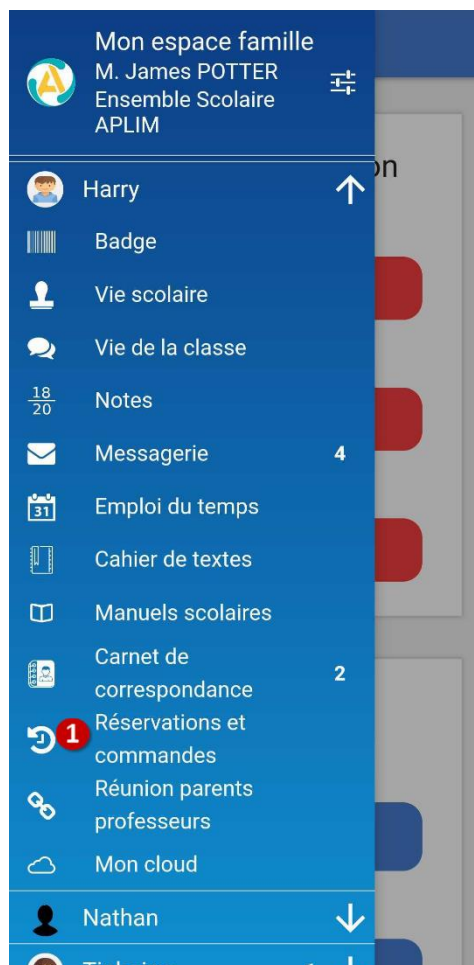 Mon espace famille
M. James POTTER
Ensemble Scolaire
APLIM
on
Harry
Badge
Vie scolaire
Vie de la classe
18
20
Notes
Messagerie 4
31
Emploi du temps
Cahier de textes
Manuels scolaires
Carnet de
correspondance 2
1
Réservations et
commandes
Réunion parents
professeurs
Mon cloud
Nathan